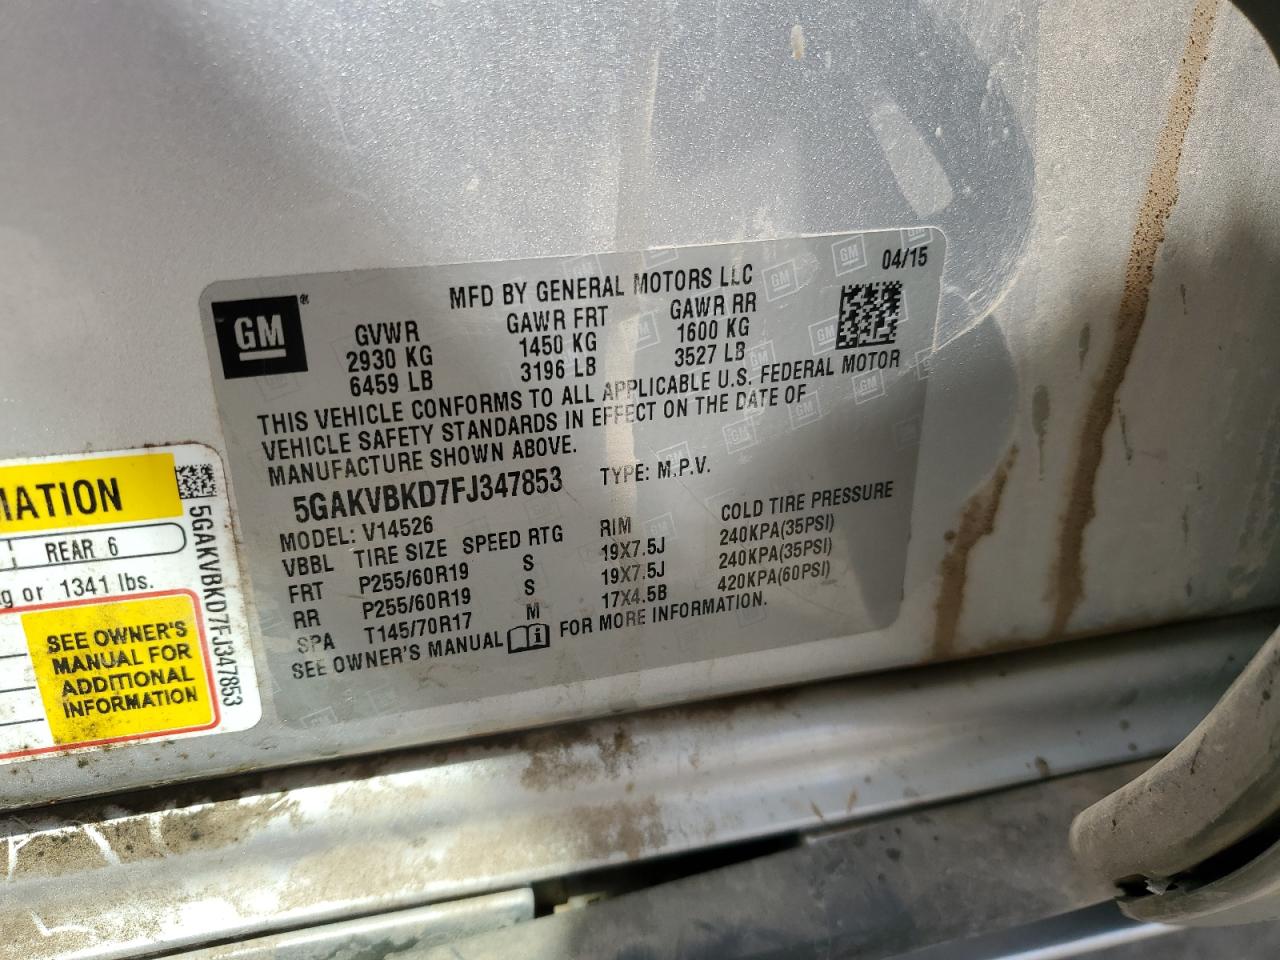 MFD BY GENERAL MOTORS LLC 04/15
GM ®
GVWR GAWR FRT GAWR RR
2930 KG 1450 KG 1600 KG
6459 LB 3196 LB 3527 LB
THIS VEHICLE CONFORMS TO ALL APPLICABLE U.S. FEDERAL MOTOR
VEHICLE SAFETY STANDARDS IN EFFECT ON THE DATE OF
MANUFACTURE SHOWN ABOVE.
5GAKVBKD7FJ347853 TYPE: M.P.V.
MODEL: V14526
VBBL TIRE SIZE SPEED RTG RIM COLD TIRE PRESSURE
FRT P255/60R19 S 19X7.5J 240KPA(35PSI)
RR P255/60R19 S 19X7.5J 240KPA(35PSI)
SPA T145/70R17 M 17X4.5B 420KPA(60PSI)
SEE OWNER'S MANUAL FOR MORE INFORMATION.
MATION
REAR 6
g or 1341 lbs.
SEE OWNER'S
MANUAL FOR
ADDITIONAL
INFORMATION
5GAKVBKD7FJ347853